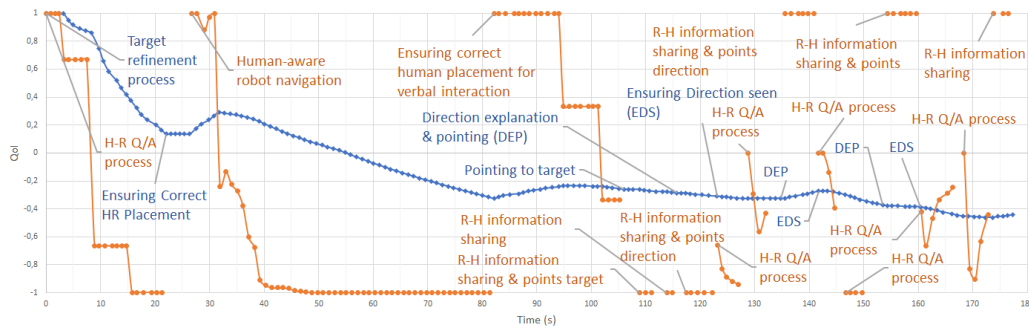 1
0,8
0,6
0,4
0,2
0
-0,2
-0,4
-0,6
-0,8
-1
QoI
0
10
20
30
40
50
60
70
80
90
100
110
120
130
140
150
160
170
180
Time (s)
Target
refinement
process
H-R Q/A
process
Ensuring Correct
HR Placement
Human-aware
robot navigation
Ensuring correct
human placement for
verbal interaction
Direction explanation
& pointing (DEP)
Pointing to target
R-H information
sharing
R-H information
sharing & points target
R-H information
sharing & points
direction
Ensuring Direction seen
(EDS)
H-R Q/A
process
R-H information
sharing & points
direction
H-R Q/A
process
DEP
EDS
R-H information
sharing & points
H-R Q/A process
DEP
EDS
H-R Q/A
process
H-R Q/A
process
R-H information
sharing
H-R Q/A process